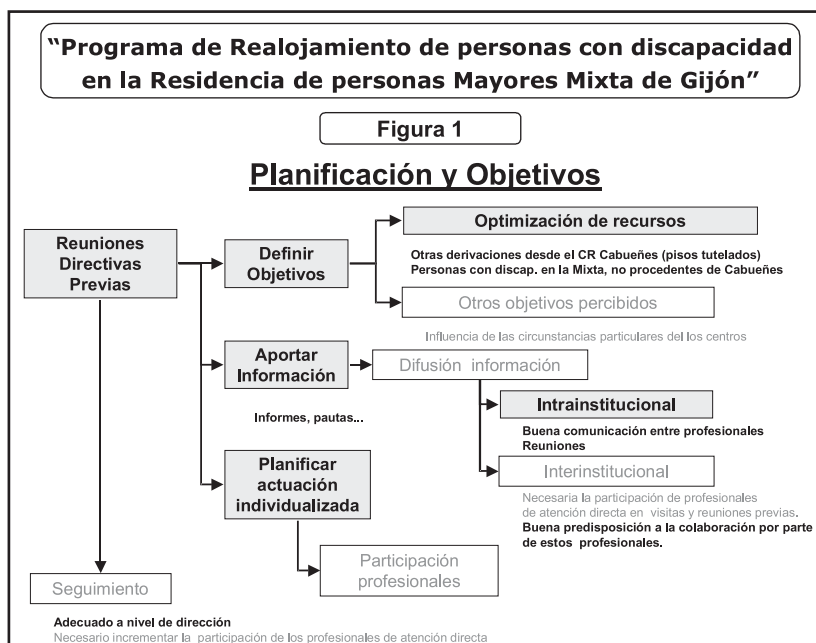 “Programa de Realojamiento de personas con discapacidad
en la Residencia de personas Mayores Mixta de Gijón”
Figura 1
Planificación y Objetivos
Reuniones
Directivas
Previas
Definir
Objetivos
Optimización de recursos
Otras derivaciones desde el CR Cabueñes (pisos tutelados)
Personas con discap. en la Mixta, no procedentes de Cabueñes
Otros objetivos percibidos
Influencia de las circunstancias particulares del los centros
Aportar
Información
Difusión información
Informes, pautas...
Intrainstitucional
Buena comunicación entre profesionales
Reuniones
Interinstitucional
Necesaria la participación de profesionales
de atención directa en visitas y reuniones previas.
Buena predisposición a la colaboración por parte
de estos profesionales.
Planificar
actuación
individualizada
Participación
profesionales
Seguimiento
Adecuado a nivel de dirección
Necesario incrementar la participación de los profesionales de atención directa